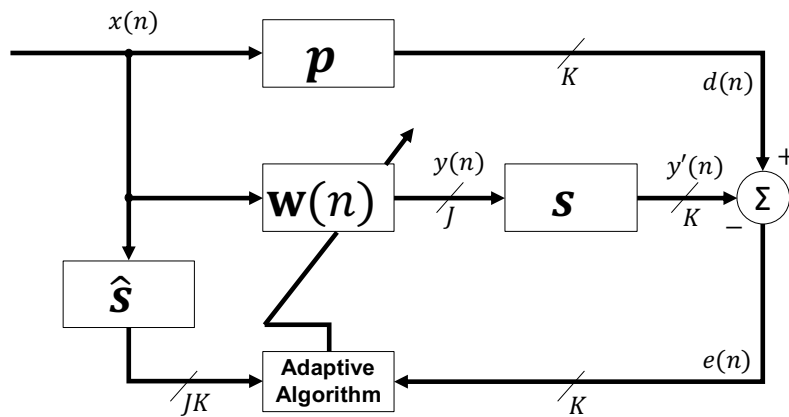 x(n)
p
K
d(n)
+
w(n)
y(n)
J
s
y′(n)
K
Σ
−
ŝ
JK
Adaptive
Algorithm
K
e(n)